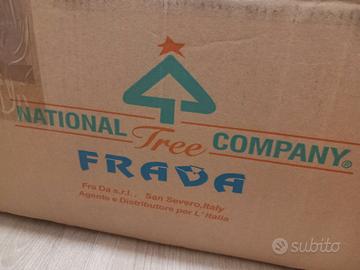 NATIONAL Tree COMPANY®
FRADA
Fra Da s.r.l. . San Severo,Italy
Agente e Distributore per L'Italia
subito